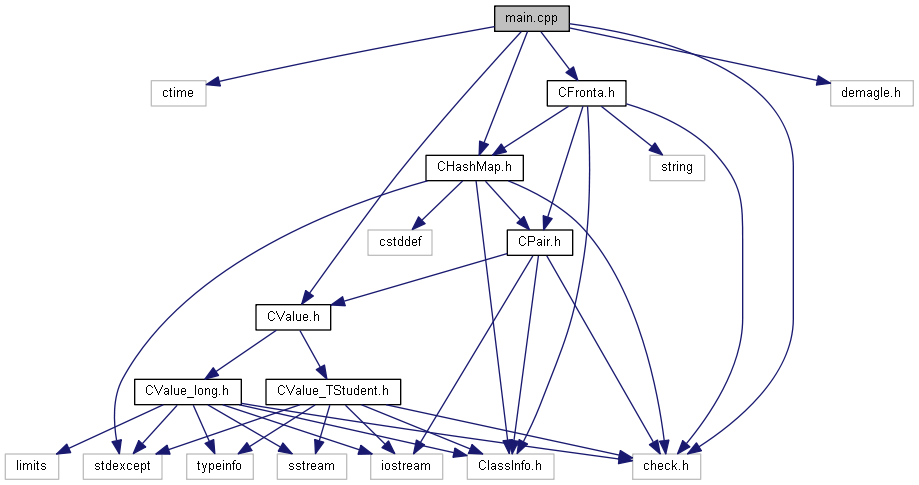 main.cpp
ctime
CFronta.h
demagle.h
CHashMap.h
string
cstddef
CPair.h
CValue.h
CValue_long.h
CValue_TStudent.h
limits
stdexcept
typeinfo
sstream
iostream
ClassInfo.h
check.h